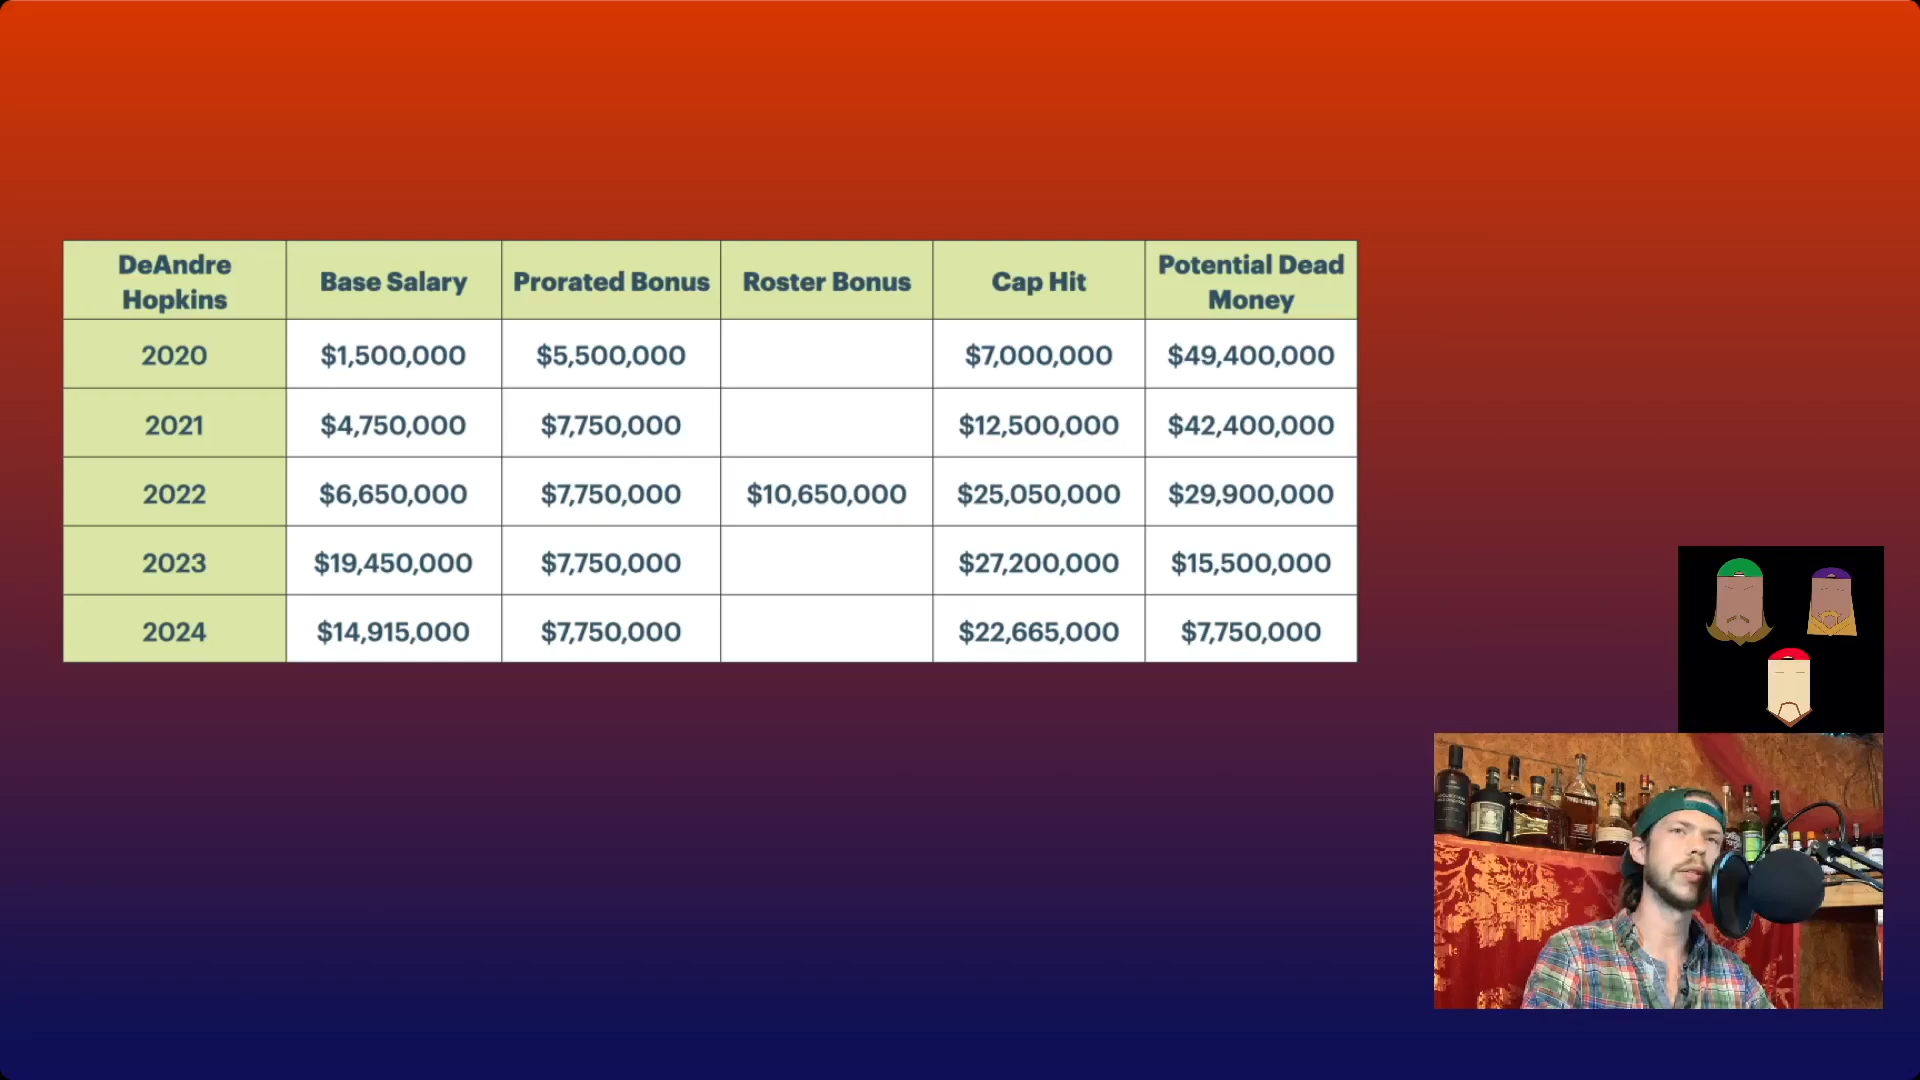 DeAndre Hopkins Base Salary Prorated Bonus Roster Bonus Cap Hit Potential Dead Money
2020 $1,500,000 $5,500,000 $7,000,000 $49,400,000
2021 $4,750,000 $7,750,000 $12,500,000 $42,400,000
2022 $6,650,000 $7,750,000 $10,650,000 $25,050,000 $29,900,000
2023 $19,450,000 $7,750,000 $27,200,000 $15,500,000
2024 $14,915,000 $7,750,000 $22,665,000 $7,750,000